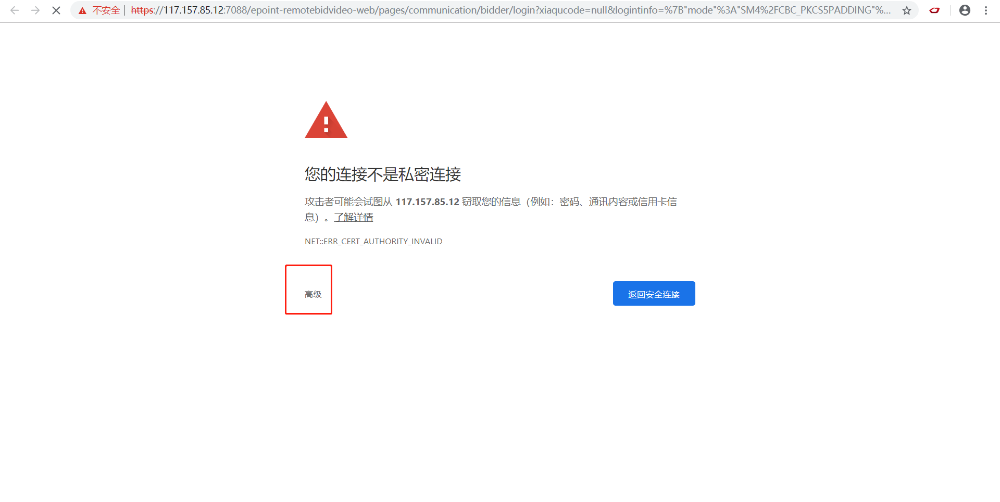 不安全 | https://117.157.85.12:7088/epoint-remotebidvideo-web/pages/communication/bidder/login?xiaqucode=null&logintinfo=%7B"mode"%3A"SM4%2FCBC_PKCS5PADDING"%...
您的连接不是私密连接
攻击者可能会试图从 117.157.85.12 窃取您的信息（例如：密码、通讯内容或信用卡信
息）。了解详情
NET::ERR_CERT_AUTHORITY_INVALID
高级
返回安全连接